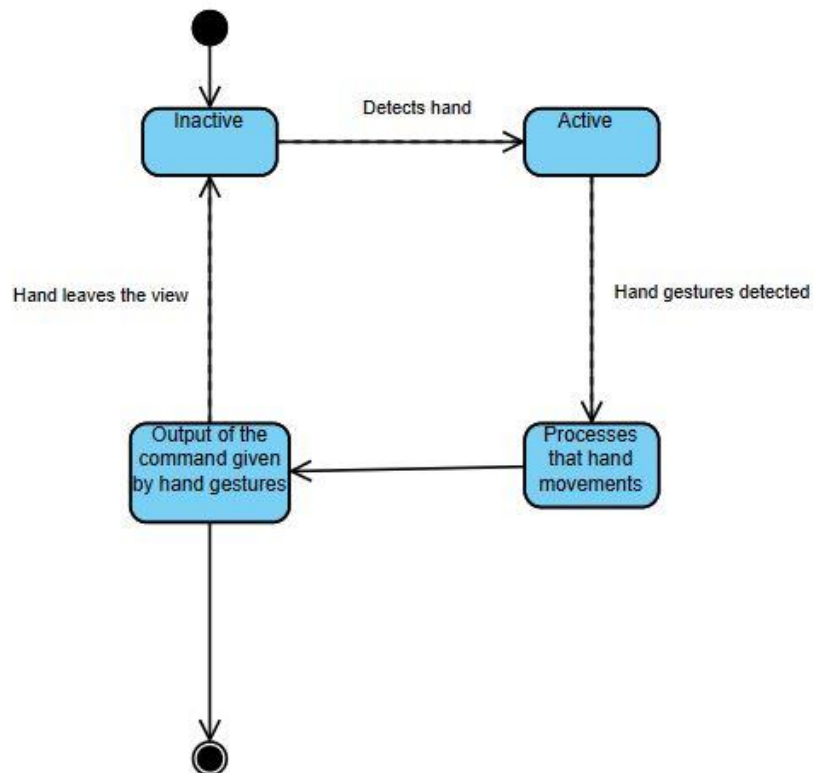 Inactive
Detects hand
Active
Hand leaves the view
Hand gestures detected
Output of the
command given
by hand gestures
Processes
that hand
movements